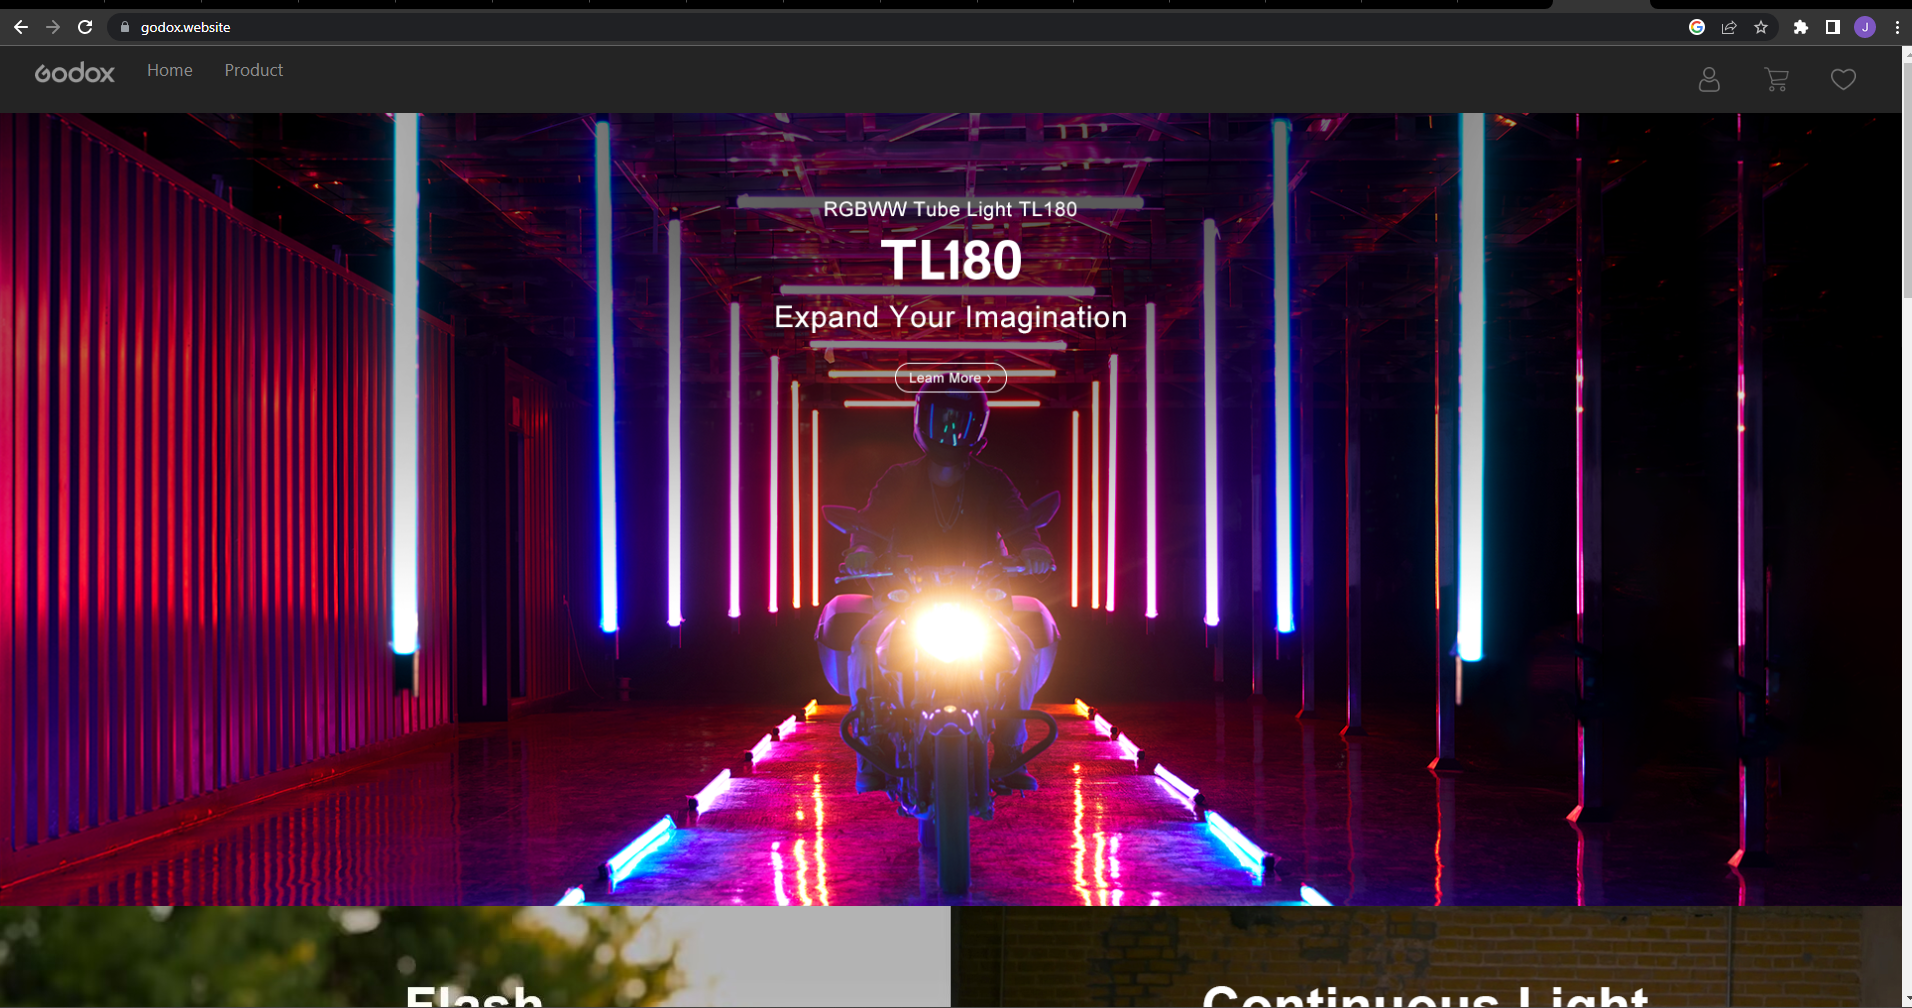 godox.website
J
Godox
Home
Product
RGBWW Tube Light TL180
TL180
Expand Your Imagination
Learn More ›
Flash
Continuous Light